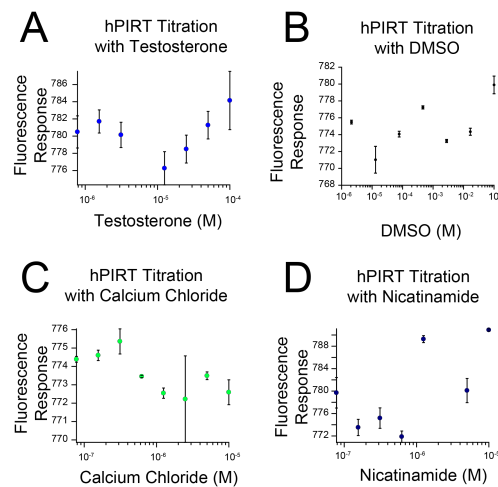 A
hPIRT Titration
with Testosterone
Fluorescence
Response
786
784
782
780
778
776
10-6
10-5
10-4
Testosterone (M)
B
hPIRT Titration
with DMSO
Fluorescence
Response
782
780
776
774
772
770
768
10-6
10-5
10-4
10-3
10-2
10
DMSO (M)
C
hPIRT Titration
with Calcium Chloride
Fluorescence
Response
776
775
774
773
772
771
770
10-7
10-6
10-5
Calcium Chloride (M)
D
hPIRT Titration
with Nicatinamide
Fluorescence
Response
788
784
780
776
772
10-7
10-6
10-5
Nicatinamide (M)